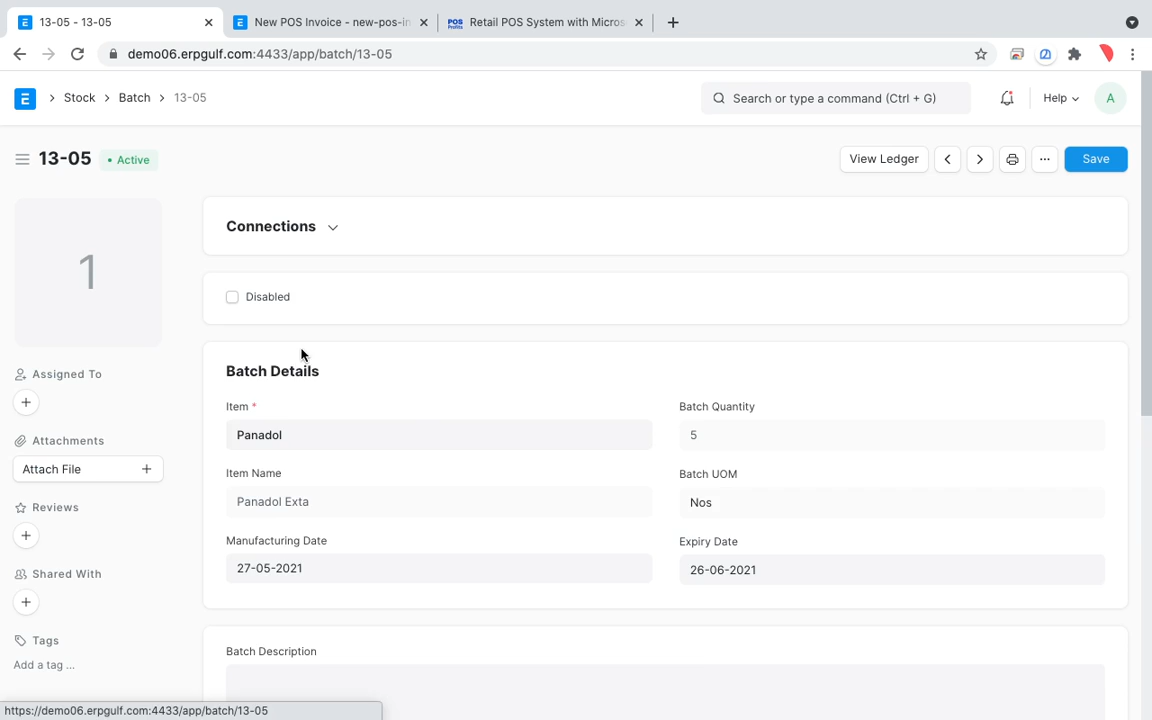 13-05 - 13-05
New POS Invoice - new-pos-in
POS Profits Retail POS System with Micros
demo06.erpgulf.com:4433/app/batch/13-05
E Stock Batch 13-05
Search or type a command (Ctrl + G)
Help
A
13-05
Active
View Ledger
...
Save
1
Connections
Disabled
Assigned To
Batch Details
Item *
Batch Quantity
Panadol
5
Attachments
Attach File
Item Name
Batch UOM
Panadol Exta
Nos
Reviews
Manufacturing Date
Expiry Date
27-05-2021
26-06-2021
Shared With
Tags
Add a tag ...
Batch Description
https://demo06.erpgulf.com:4433/app/batch/13-05